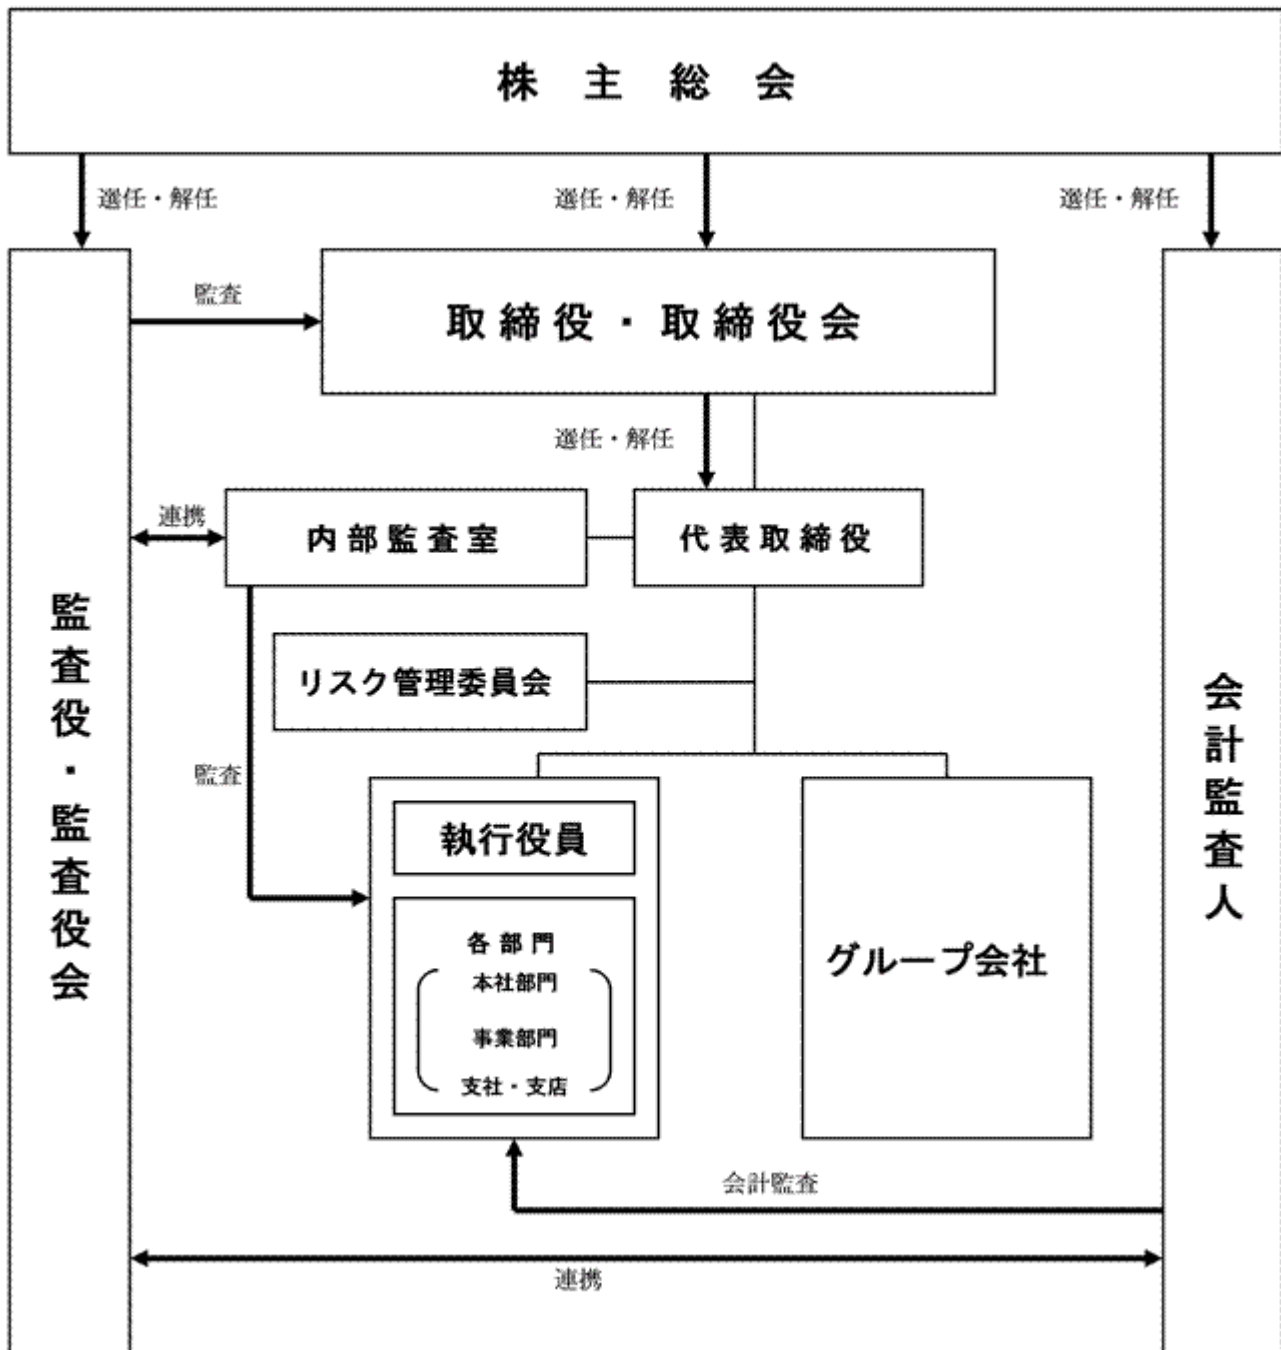 株主総会
選任・解任
選任・解任
選任・解任
監査
取締役・取締役会
選任・解任
連携
内部監査室
代表取締役
監査役・監査役会
リスク管理委員会
会計監査人
監査
執行役員
各部門
本社部門
事業部門
支社・支店
グループ会社
会計監査
連携